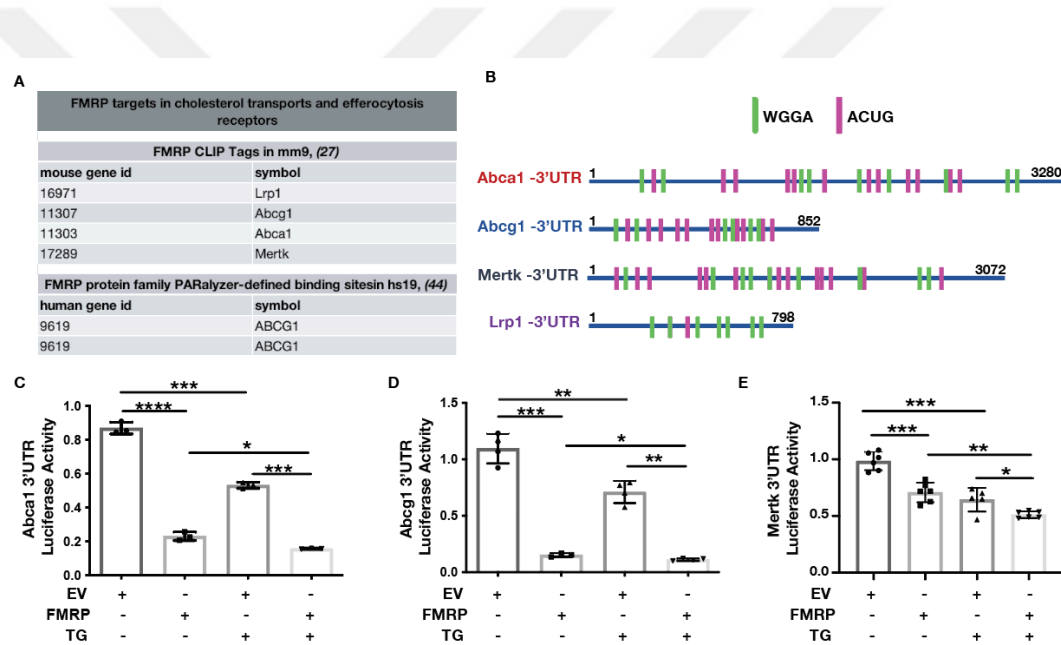 A
FMRP targets in cholesterol transports and efferocytosis
receptors
FMRP CLIP Tags in mm9, (27)
mouse gene id symbol
16971 Lrp1
11307 Abcg1
11303 Abca1
17289 Mertk
FMRP protein family PARalyzer-defined binding sitesin hs19, (44)
human gene id symbol
9619 ABCG1
9619 ABCG1
B
WGGA ACUG
Abca1 -3'UTR 1 3280
Abcg1 -3'UTR 1 852
Mertk -3'UTR 1 3072
Lrp1 -3'UTR 1 798
C
Abca1 3'UTR
Luciferase Activity
1.0
0.8
0.6
0.4
0.2
0.0
***
****
*
***
EV + - + -
FMRP - + - +
TG - - + +
D
Abcg1 3'UTR
Luciferase Activity
1.5
1.0
0.5
0.0
**
***
*
**
EV + - + -
FMRP - + - +
TG - - + +
E
Mertk 3'UTR
Luciferase Activity
1.5
1.0
0.5
0.0
***
***
**
*
EV + - + -
FMRP - + - +
TG - - + +